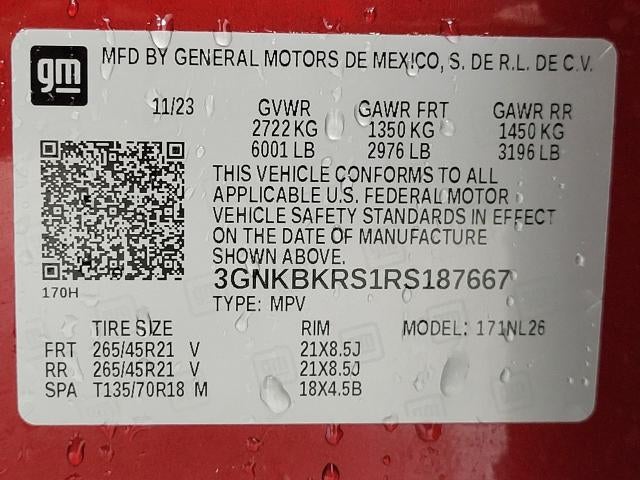 gm MFD BY GENERAL MOTORS DE MEXICO, S. DE R.L. DE C.V.
11/23 GVWR GAWR FRT GAWR RR
2722 KG 1350 KG 1450 KG
6001 LB 2976 LB 3196 LB
THIS VEHICLE CONFORMS TO ALL
APPLICABLE U.S. FEDERAL MOTOR
VEHICLE SAFETY STANDARDS IN EFFECT
ON THE DATE OF MANUFACTURE
SHOWN ABOVE.
3GNKBKRS1RS187667
170H
TYPE: MPV
TIRE SIZE RIM MODEL: 171NL26
FRT 265/45R21 V 21X8.5J
RR 265/45R21 V 21X8.5J
SPA T135/70R18 M 18X4.5B